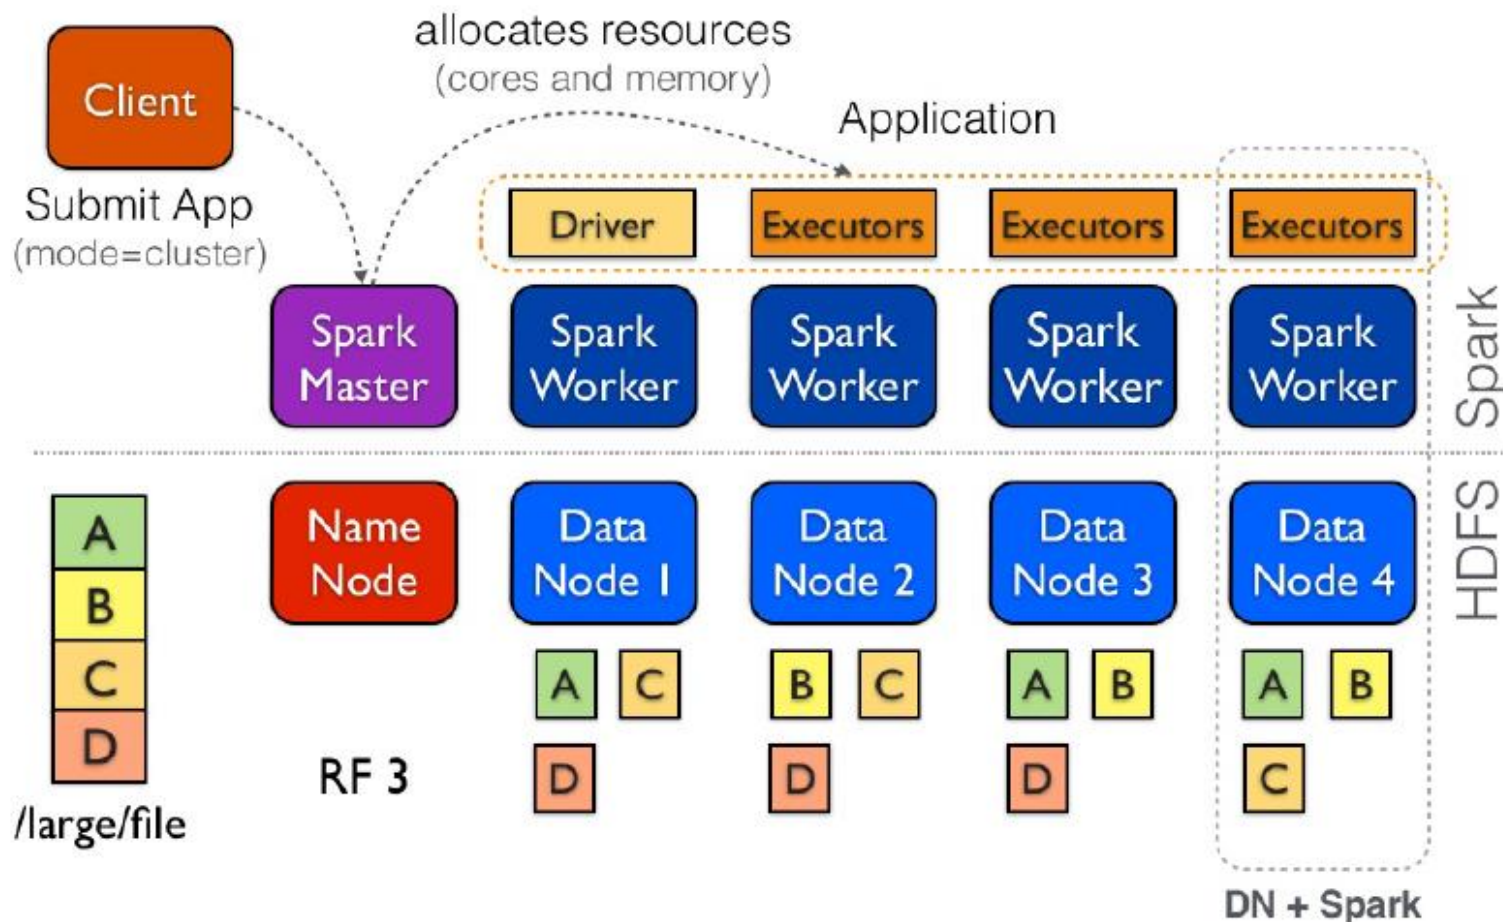 allocates resources
(cores and memory)
Client
Application
Submit App
(mode=cluster)
Driver
Executors
Executors
Executors
Spark
Master
Spark
Worker
Spark
Worker
Spark
Worker
Spark
Worker
Spark
A
B
C
D
/large/file
Name
Node
Data
Node 1
Data
Node 2
Data
Node 3
Data
Node 4
HDFS
RF 3
A C
D
B C
D
A B
D
A B
C
DN + Spark